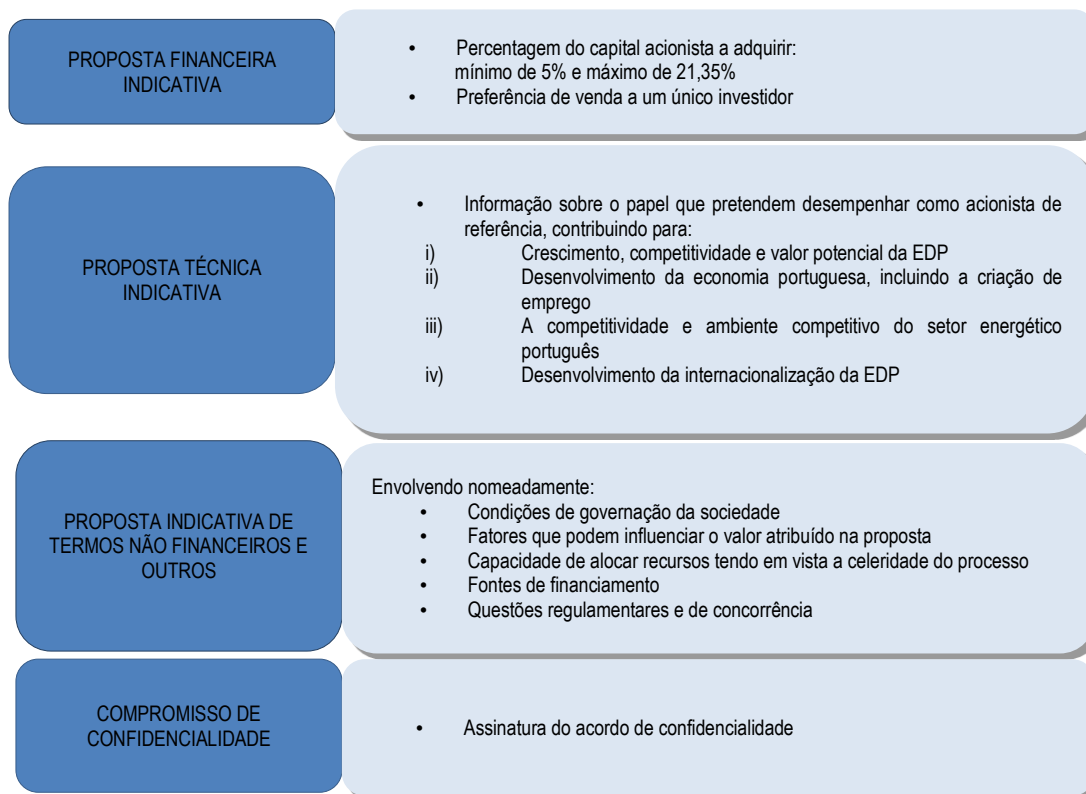 PROPOSTA FINANCEIRA
INDICATIVA
• Percentagem do capital acionista a adquirir:
mínimo de 5% e máximo de 21,35%
• Preferência de venda a um único investidor
PROPOSTA TÉCNICA
INDICATIVA
• Informação sobre o papel que pretendem desempenhar como acionista de
referência, contribuindo para:
i) Crescimento, competitividade e valor potencial da EDP
ii) Desenvolvimento da economia portuguesa, incluindo a criação de
emprego
iii) A competitividade e ambiente competitivo do setor energético
português
iv) Desenvolvimento da internacionalização da EDP
PROPOSTA INDICATIVA DE
TERMOS NÃO FINANCEIROS E
OUTROS
Envolvendo nomeadamente:
• Condições de governação da sociedade
• Fatores que podem influenciar o valor atribuído na proposta
• Capacidade de alocar recursos tendo em vista a celeridade do processo
• Fontes de financiamento
• Questões regulamentares e de concorrência
COMPROMISSO DE
CONFIDENCIALIDADE
• Assinatura do acordo de confidencialidade